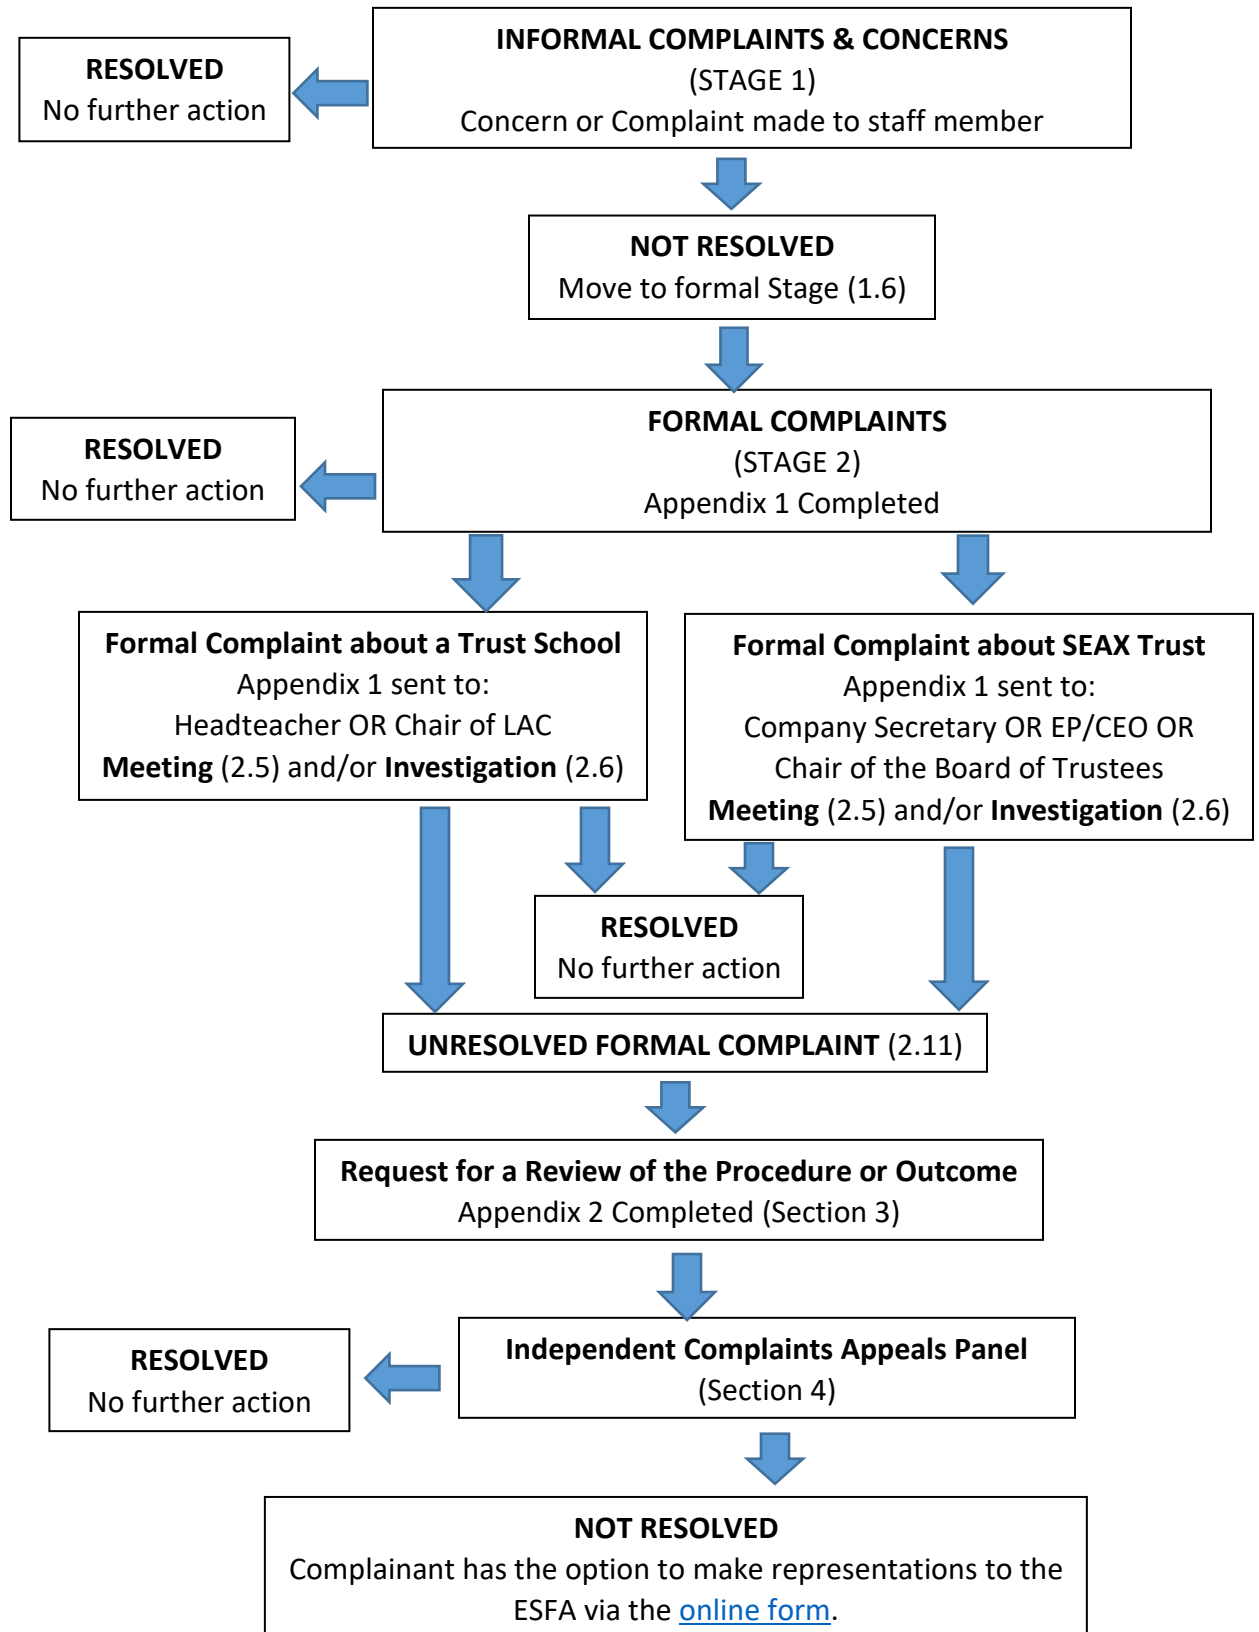 INFORMAL COMPLAINTS & CONCERNS
(STAGE 1)
Concern or Complaint made to staff member
RESOLVED
No further action
NOT RESOLVED
Move to formal Stage (1.6)
FORMAL COMPLAINTS
(STAGE 2)
Appendix 1 Completed
RESOLVED
No further action
Formal Complaint about a Trust School
Appendix 1 sent to:
Headteacher OR Chair of LAC
Meeting (2.5) and/or Investigation (2.6)
Formal Complaint about SEAX Trust
Appendix 1 sent to:
Company Secretary OR EP/CEO OR
Chair of the Board of Trustees
Meeting (2.5) and/or Investigation (2.6)
RESOLVED
No further action
UNRESOLVED FORMAL COMPLAINT (2.11)
Request for a Review of the Procedure or Outcome
Appendix 2 Completed (Section 3)
Independent Complaints Appeals Panel
(Section 4)
RESOLVED
No further action
NOT RESOLVED
Complainant has the option to make representations to the
ESFA via the online form.